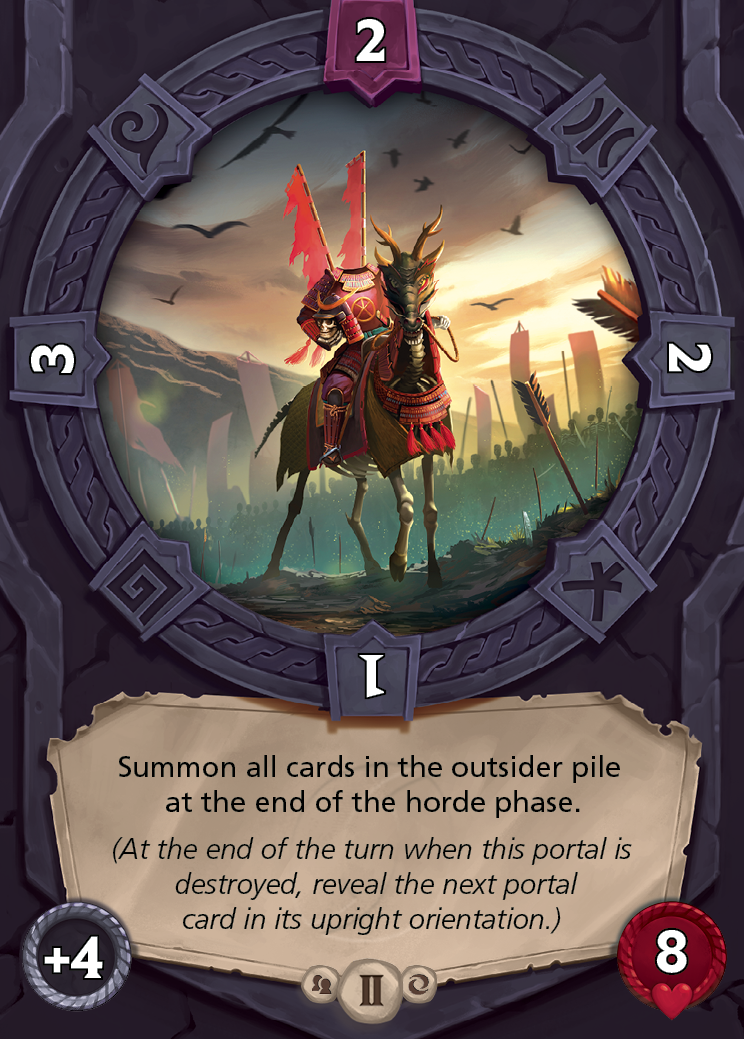 2
3
2
1
Summon all cards in the outsider pile
at the end of the horde phase.
(At the end of the turn when this portal is
destroyed, reveal the next portal
card in its upright orientation.)
+4
II
8